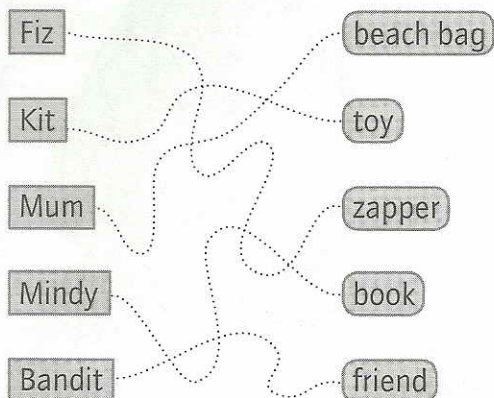 Fiz
beach bag
Kit
toy
Mum
zapper
Mindy
book
Bandit
friend